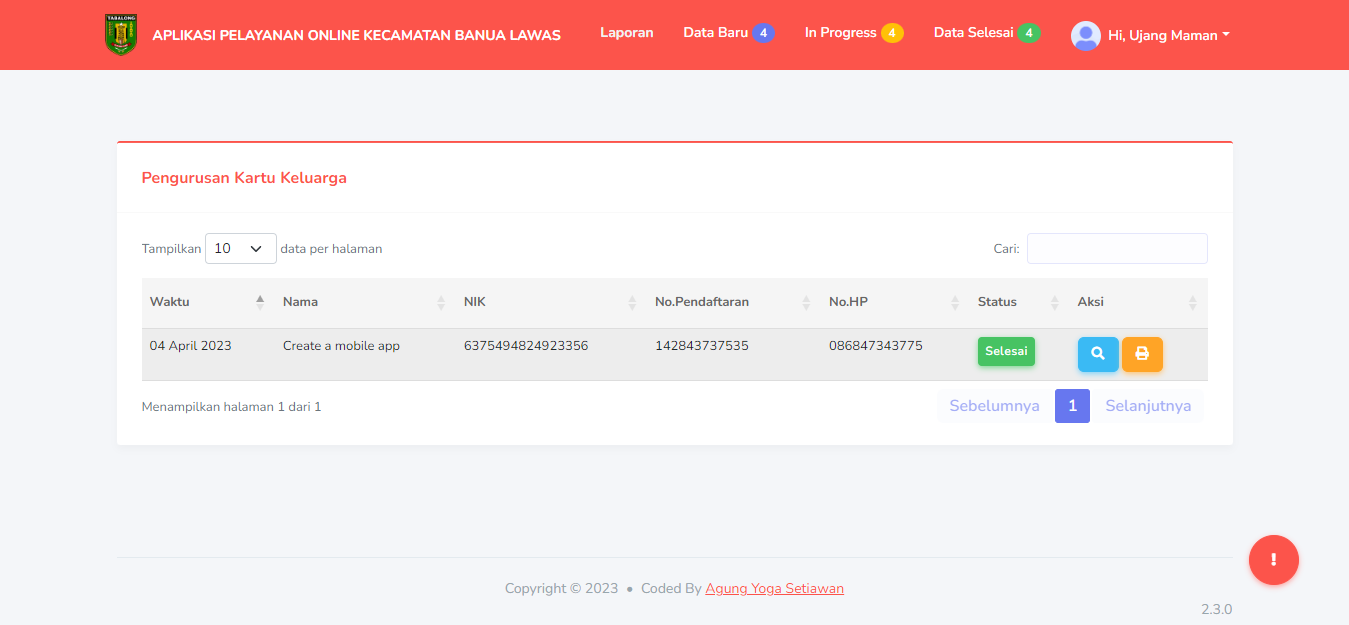 TABALONG
APLIKASI PELAYANAN ONLINE KECAMATAN BANUA LAWAS
Laporan
Data Baru 4
In Progress 4
Data Selesai 4
Hi, Ujang Maman
Pengurusan Kartu Keluarga
Tampilkan 10 data per halaman
Cari:
Waktu Nama NIK No.Pendaftaran No.HP Status Aksi
04 April 2023 Create a mobile app 6375494824923356 142843737535 086847343775 Selesai
Menampilkan halaman 1 dari 1
Sebelumnya 1 Selanjutnya
!
Copyright © 2023 • Coded By Agung Yoga Setiawan
2.3.0